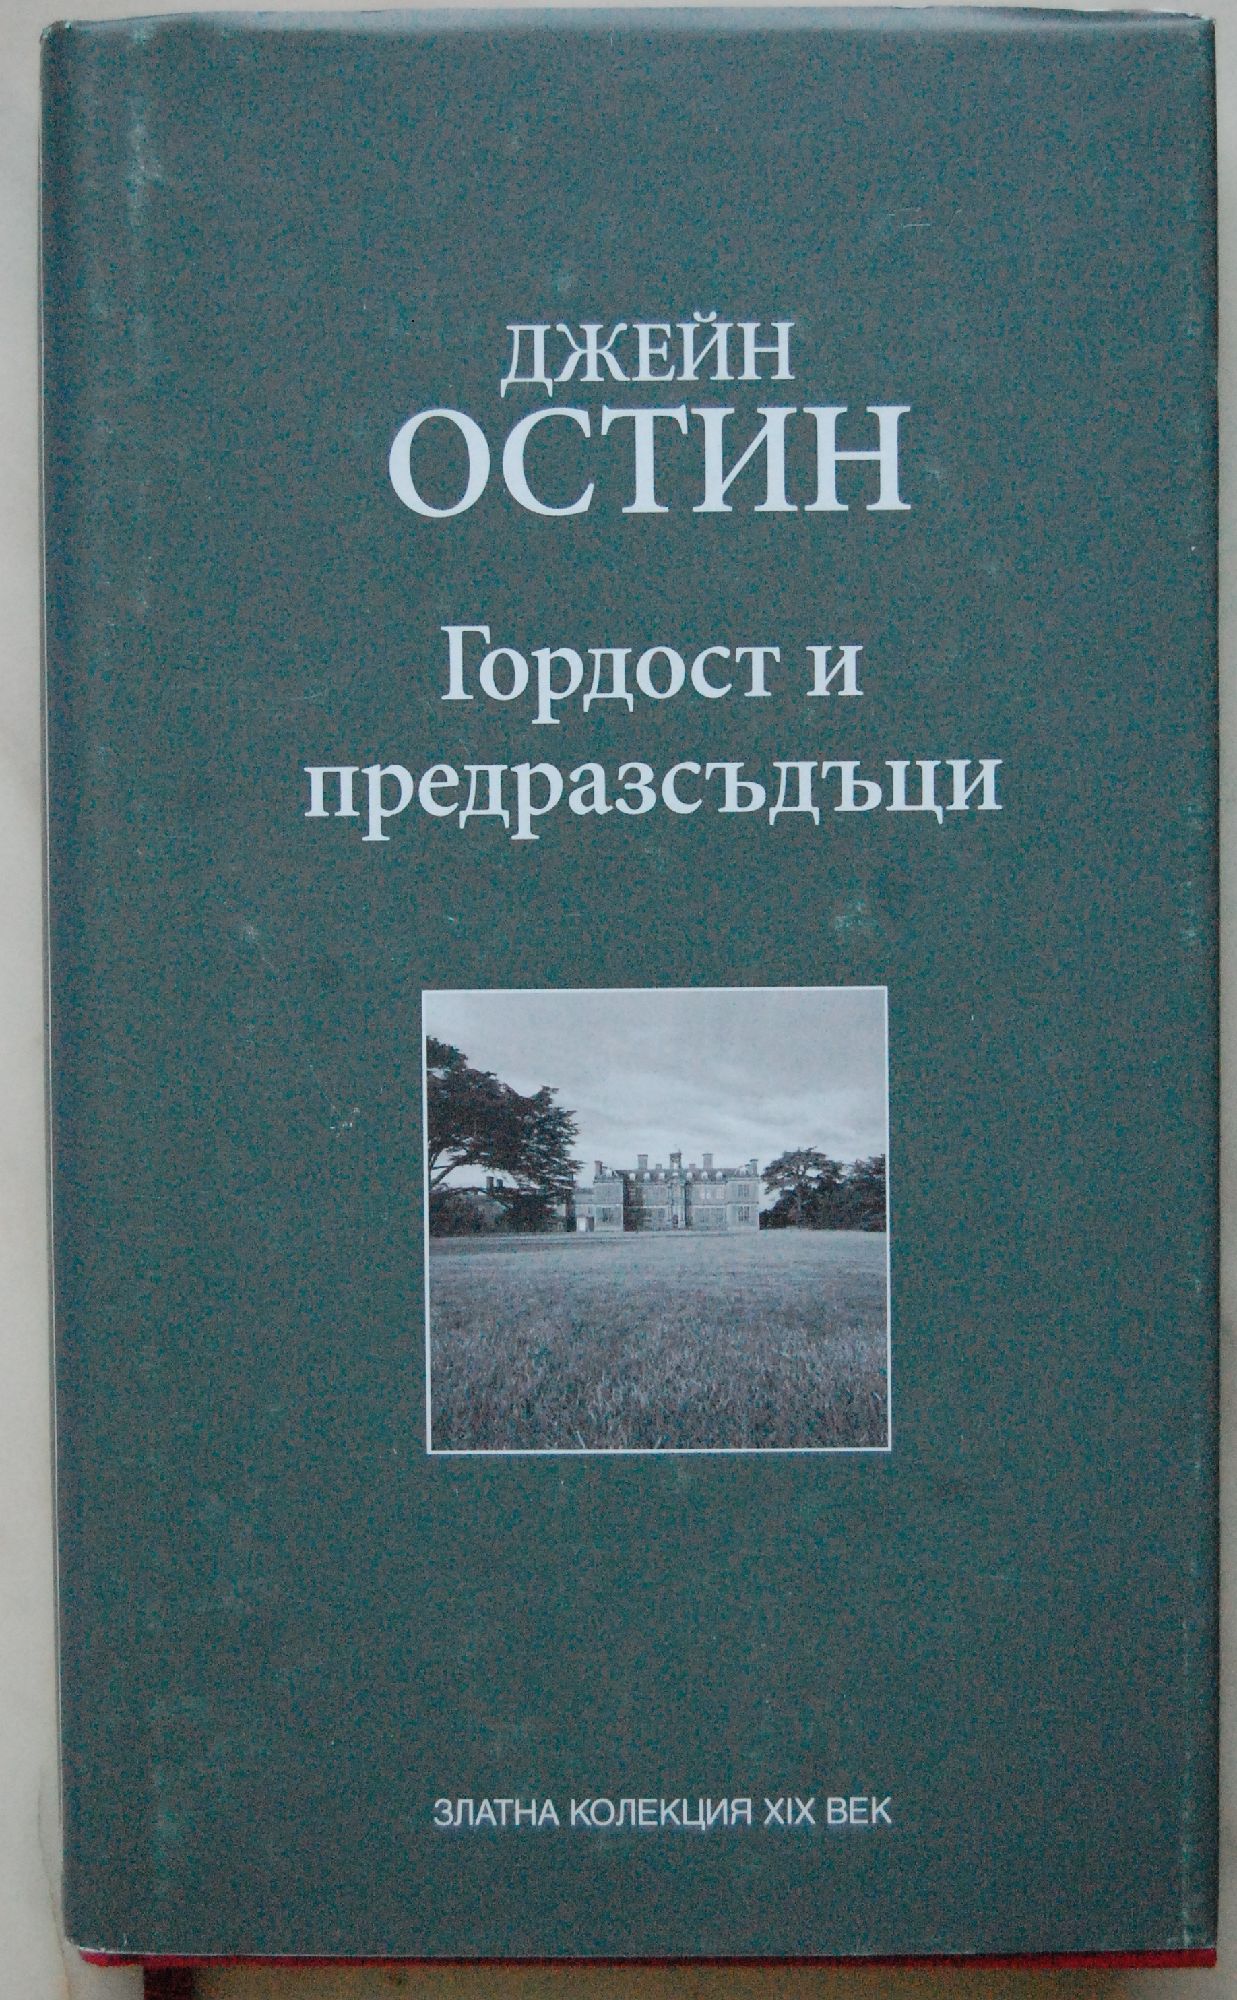 ДЖЕЙН
ОСТИН
Гордост и
предразсъдъци
ЗЛАТНА КОЛЕКЦИЯ XIX ВЕК